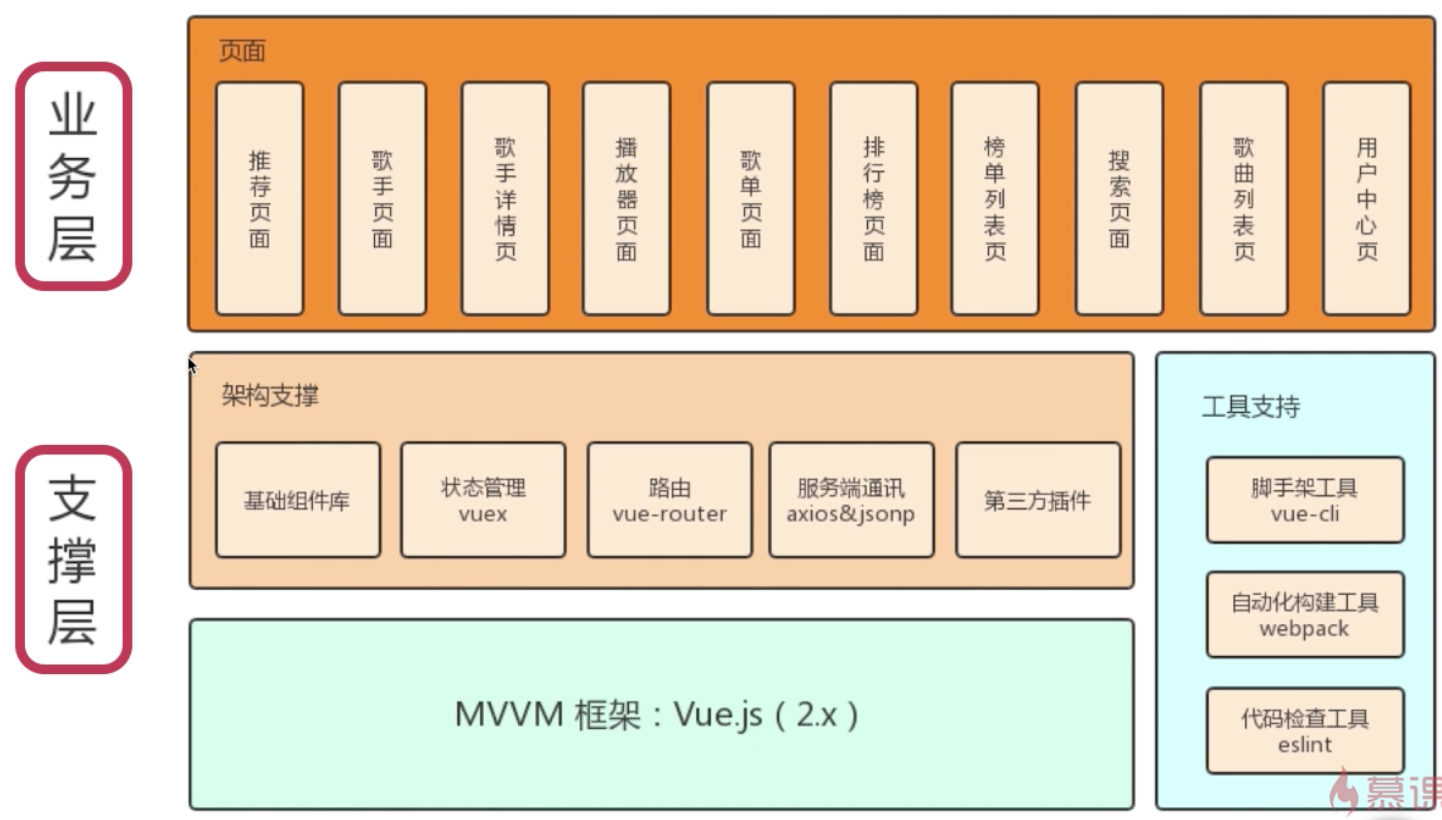 业务层
页面
推荐页面
歌手页面
歌手详情页
播放器页面
歌单页面
排行榜页面
榜单列表页
搜索页面
歌曲列表页
用户中心页
支撑层
架构支撑
基础组件库
状态管理
vuex
路由
vue-router
服务端通讯
axios&jsonp
第三方插件
MVVM 框架：Vue.js（2.x）
工具支持
脚手架工具
vue-cli
自动化构建工具
webpack
代码检查工具
eslint
慕课